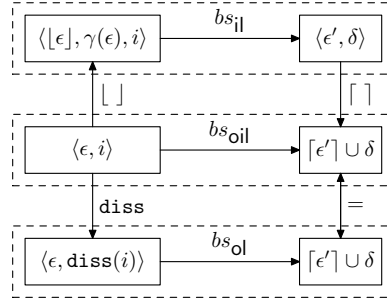 ⟨⌊ϵ⌋, γ(ϵ), i⟩ bs_il ⟨ϵ′, δ⟩
⌊ ⌋ ⌈ ⌉
⟨ϵ, i⟩ bs_oil ⌈ϵ′⌉ ∪ δ
diss =
⟨ϵ, diss(i)⟩ bs_ol ⌈ϵ′⌉ ∪ δ